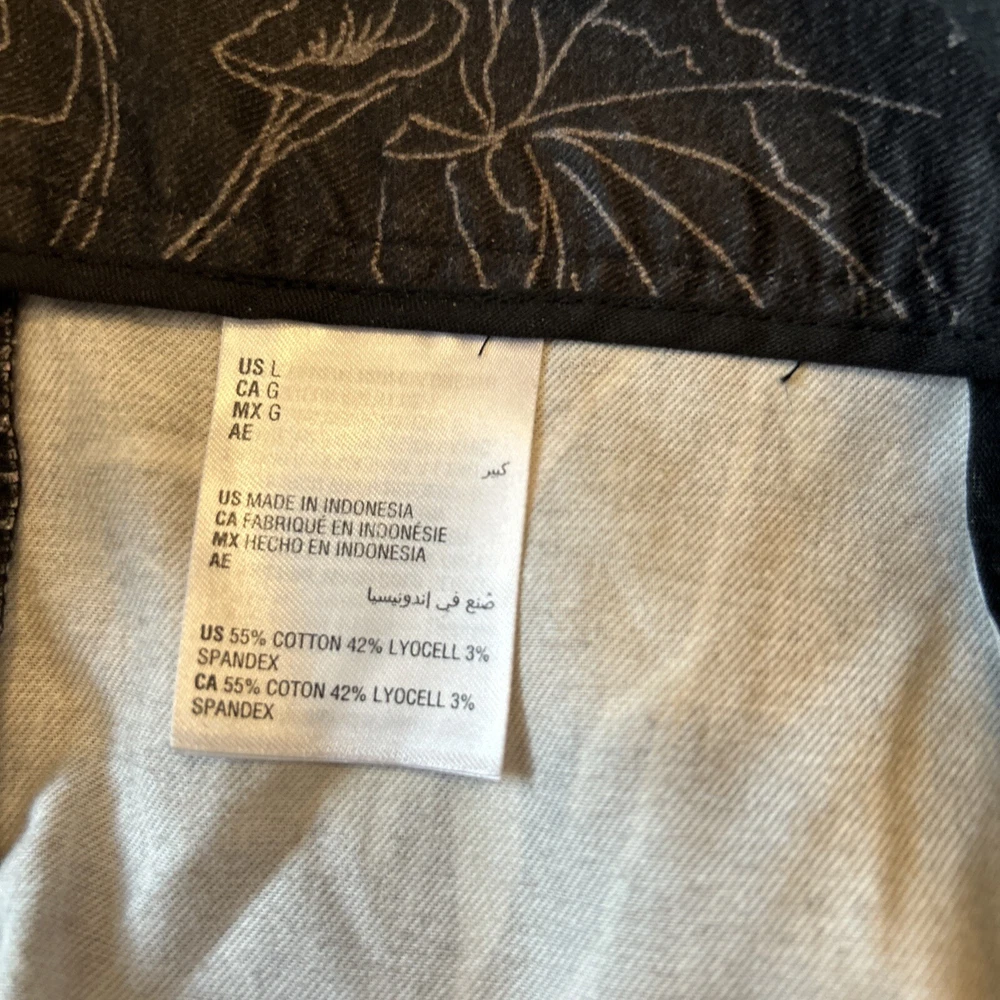 US L
CA G
MX G
AE
كبير
US MADE IN INDONESIA
CA FABRIQUÉ EN INDONÉSIE
MX HECHO EN INDONESIA
AE
صُنع في إندونيسيا
US 55% COTTON 42% LYOCELL 3%
SPANDEX
CA 55% COTON 42% LYOCELL 3%
SPANDEX